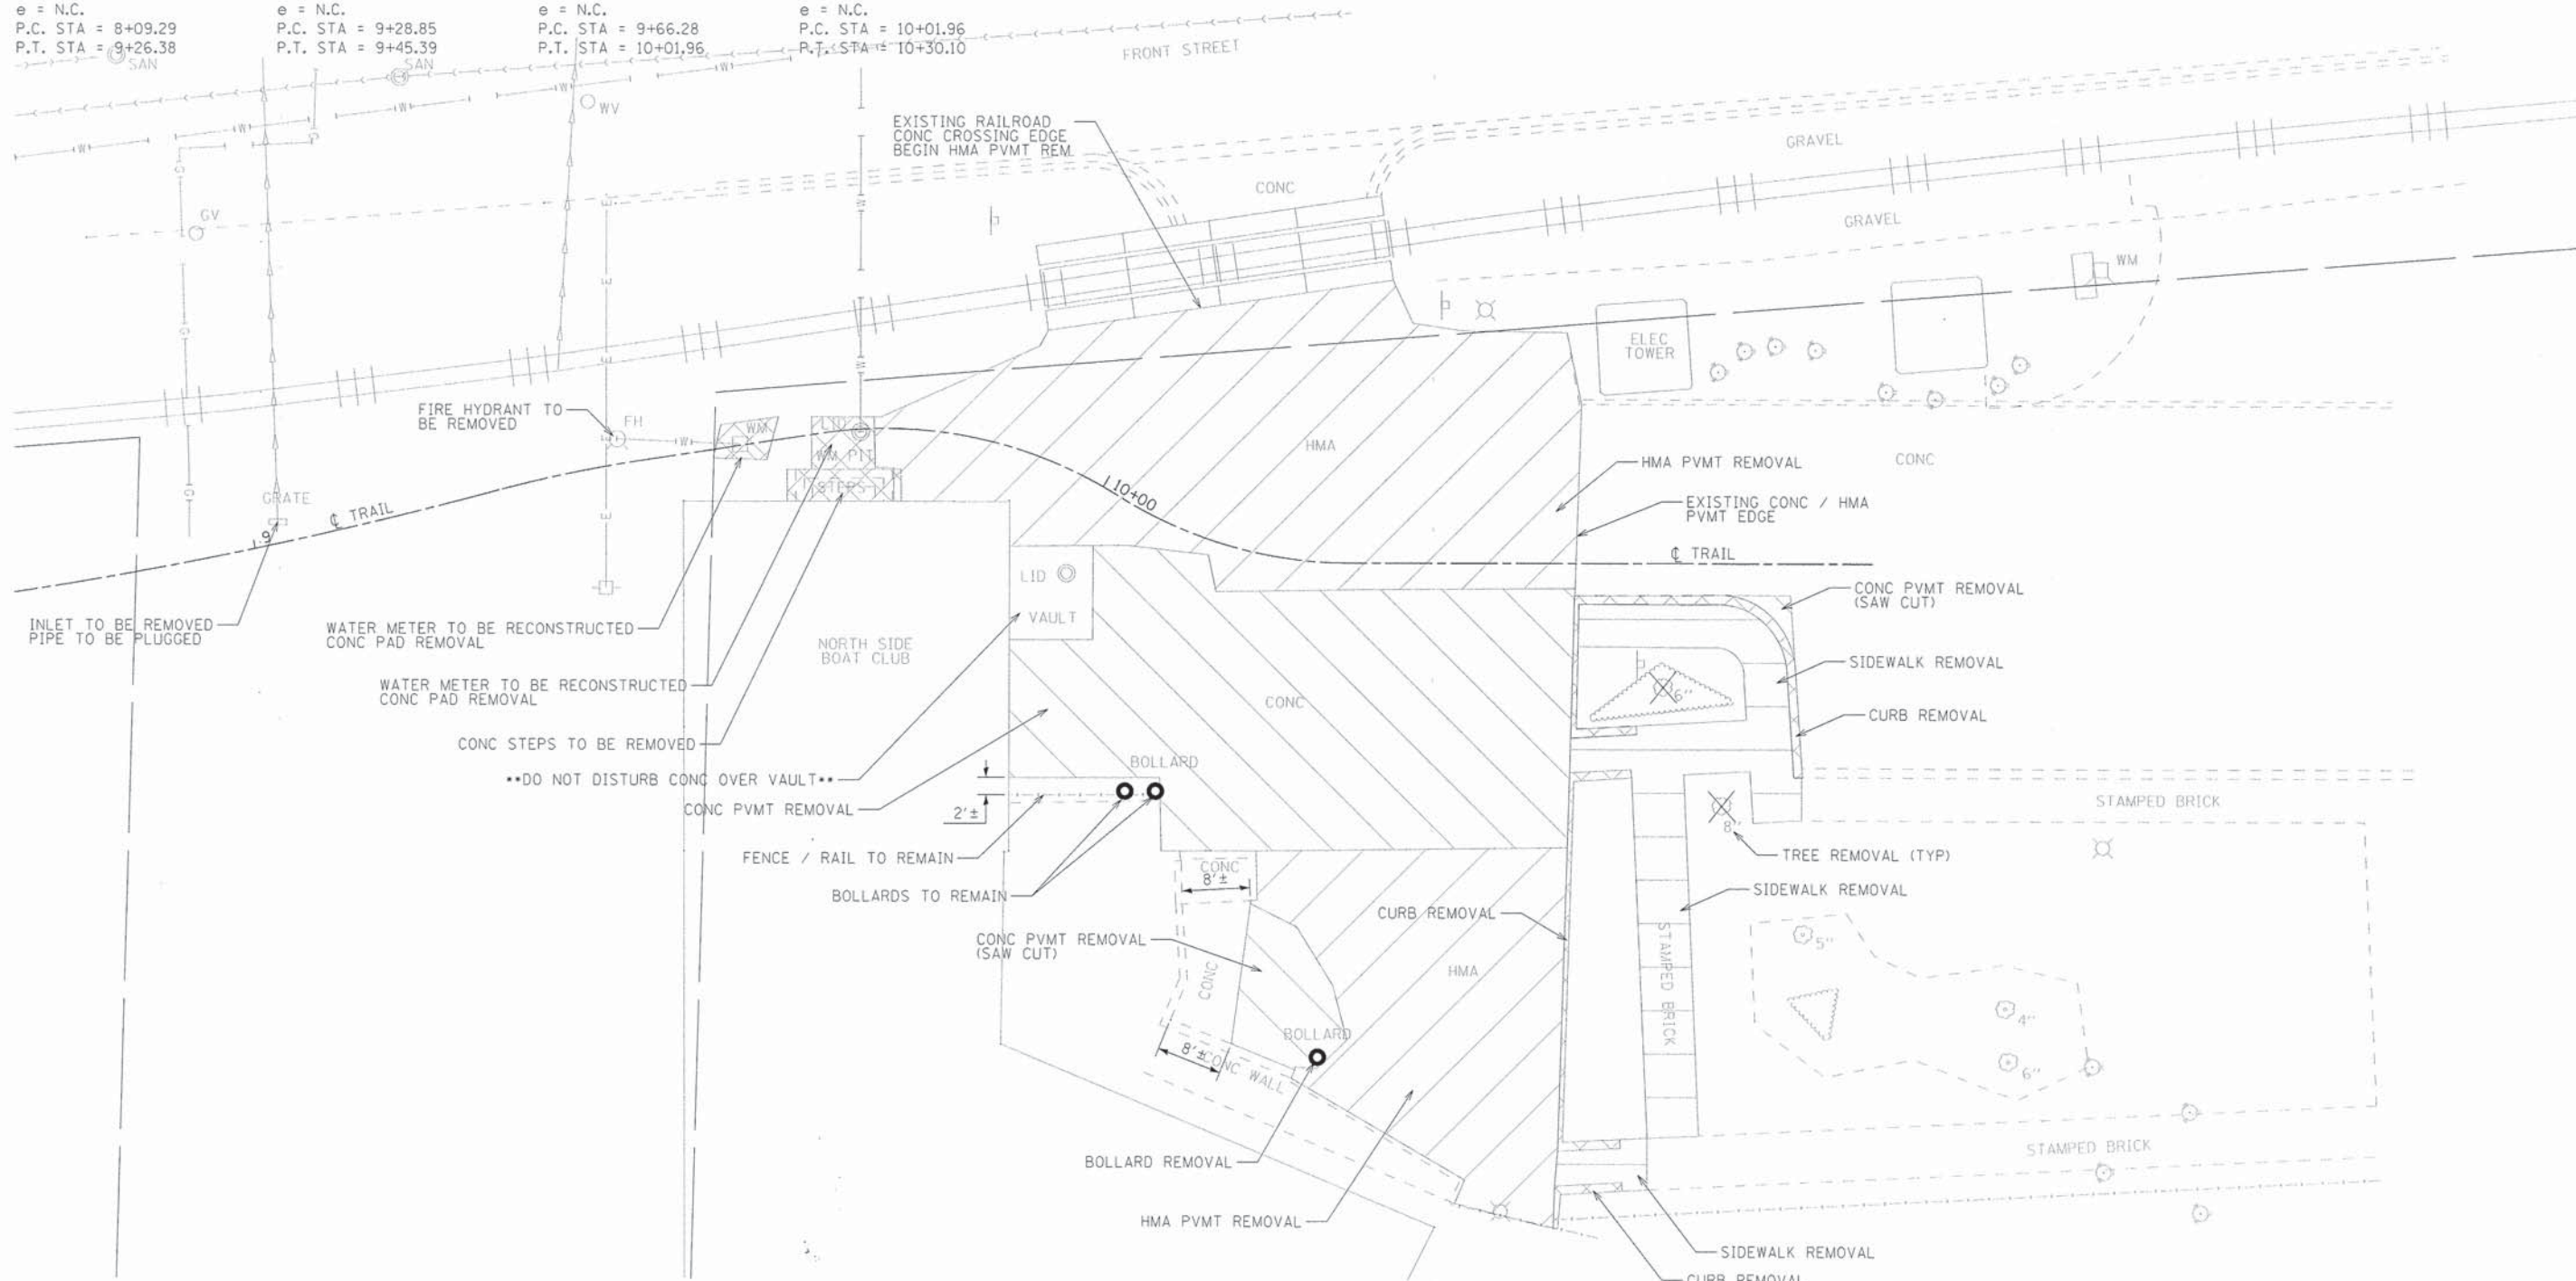 e = N.C.
P.C. STA = 8+09.29
P.T. STA = 9+26.38
e = N.C.
P.C. STA = 9+28.85
P.T. STA = 9+45.39
e = N.C.
P.C. STA = 9+66.28
P.T. STA = 10+01.96
e = N.C.
P.C. STA = 10+01.96
P.T. STA = 10+30.10
SAN
SAN
FRONT STREET
WV
EXISTING RAILROAD
CONC CROSSING EDGE
BEGIN HMA PVMT REM.
GRAVEL
CONC
GV
GRAVEL
WM
ELEC
TOWER
FIRE HYDRANT TO
BE REMOVED
FH
WM
LID
WM PIT
STEPS
HMA
HMA PVMT REMOVAL
CONC
GRATE
℄ TRAIL
10+00
EXISTING CONC / HMA
PVMT EDGE
℄ TRAIL
LID
VAULT
CONC PVMT REMOVAL
(SAW CUT)
INLET TO BE REMOVED
PIPE TO BE PLUGGED
WATER METER TO BE RECONSTRUCTED
CONC PAD REMOVAL
NORTH SIDE
BOAT CLUB
SIDEWALK REMOVAL
WATER METER TO BE RECONSTRUCTED
CONC PAD REMOVAL
6"
CONC
CURB REMOVAL
CONC STEPS TO BE REMOVED
**DO NOT DISTURB CONC OVER VAULT**
BOLLARD
CONC PVMT REMOVAL
2'±
STAMPED BRICK
8"
FENCE / RAIL TO REMAIN
TREE REMOVAL (TYP)
CONC
8'±
BOLLARDS TO REMAIN
SIDEWALK REMOVAL
CURB REMOVAL
CONC PVMT REMOVAL
(SAW CUT)
CONC
HMA
STAMPED BRICK
5"
4"
6"
BOLLARD
8'±
CONC WALL
BOLLARD REMOVAL
STAMPED BRICK
HMA PVMT REMOVAL
SIDEWALK REMOVAL
CURB REMOVAL